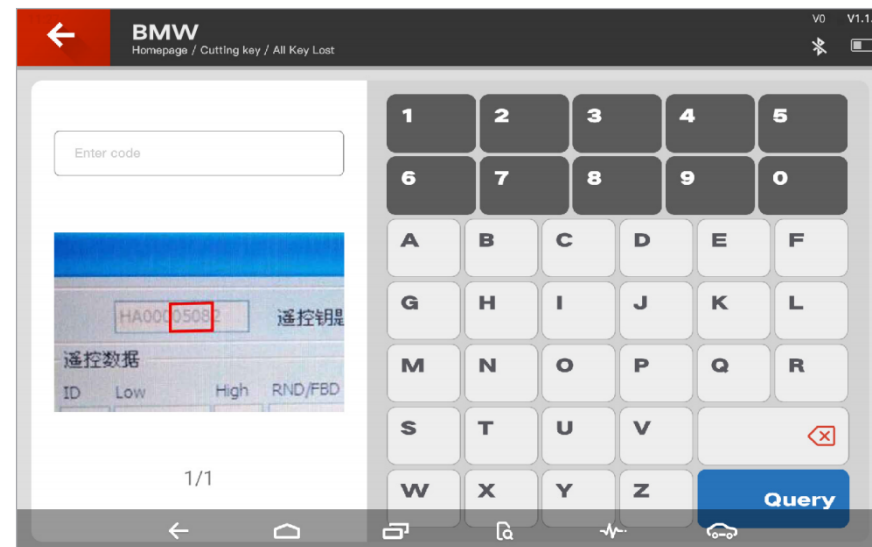 V0 V1.1.
BMW
Homepage / Cutting key / All Key Lost
Enter code
HA00005082
遥控钥匙
遥控数据
ID Low High RND/FBD
1/1
1 2 3 4 5
6 7 8 9 0
A B C D E F
G H I J K L
M N O P Q R
S T U V
W X Y Z Query